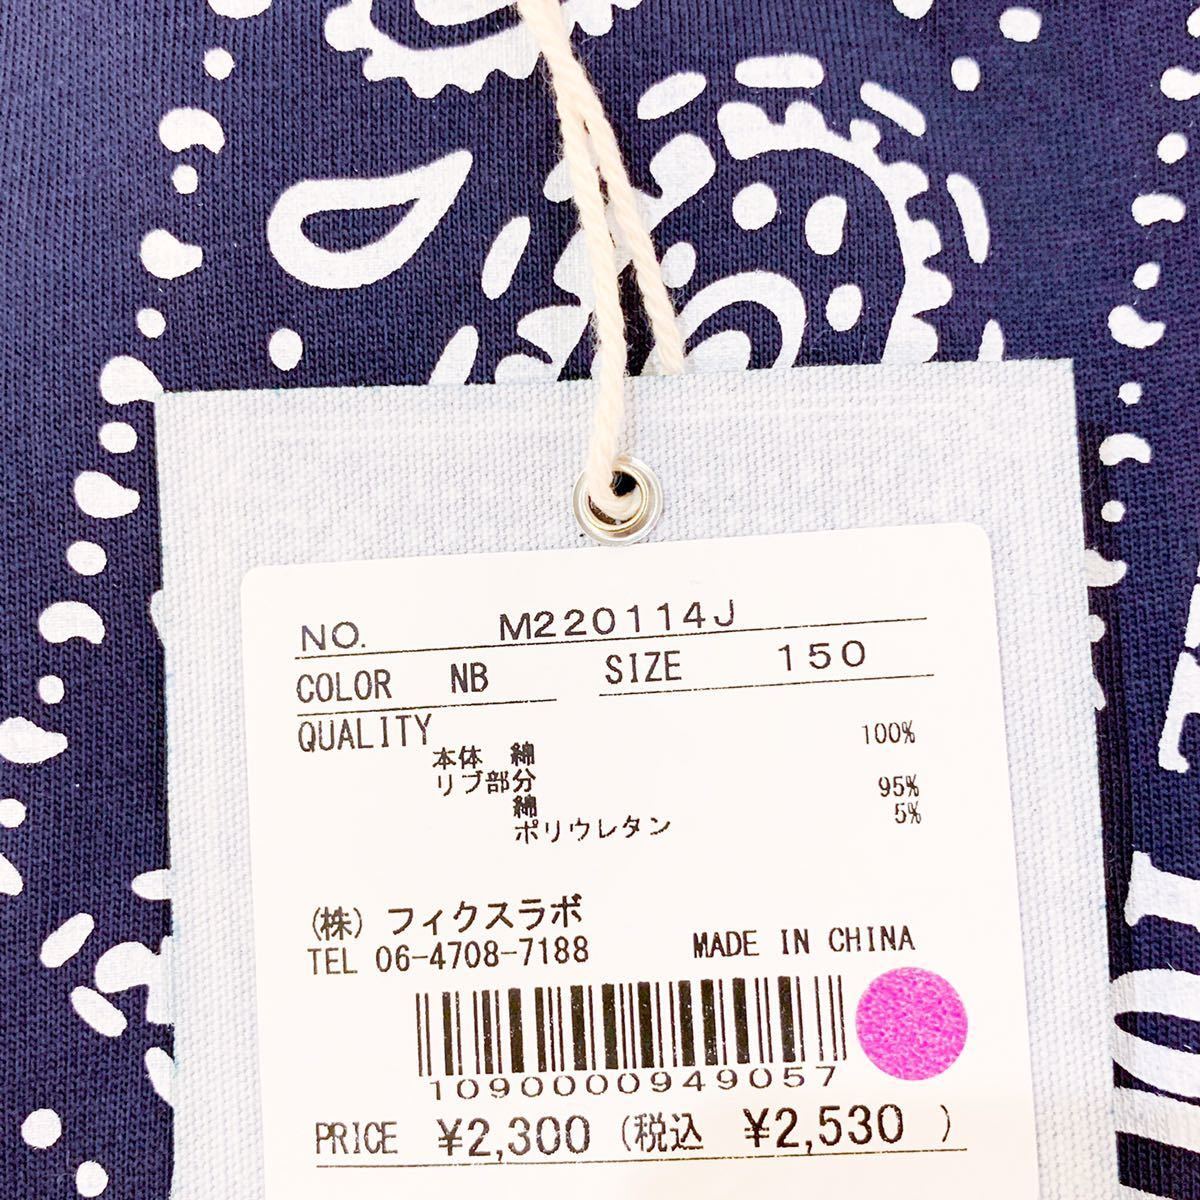 NO. M220114J
COLOR NB SIZE 150
QUALITY
本体 綿 100%
リブ部分
綿 95%
ポリウレタン 5%
(株) フィクスラボ
TEL 06-4708-7188 MADE IN CHINA
1090000949057
PRICE ¥2,300 (税込 ¥2,530 )